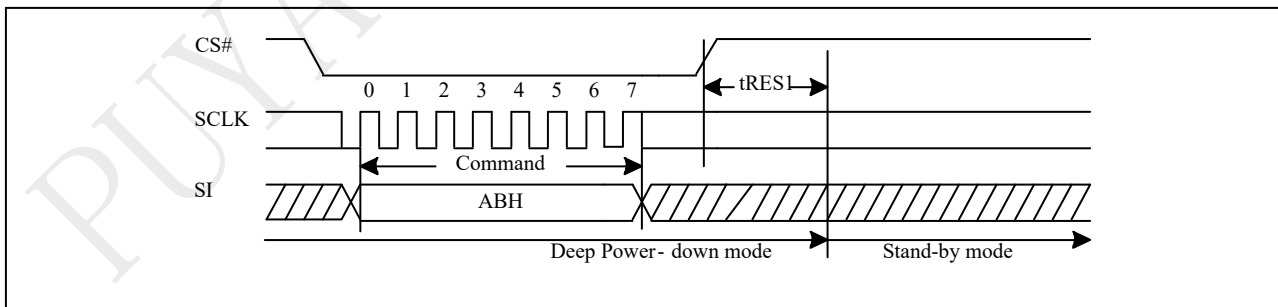 PUYA
CS#
tRES1
0 1 2 3 4 5 6 7
SCLK
Command
SI
ABH
Deep Power- down mode
Stand-by mode